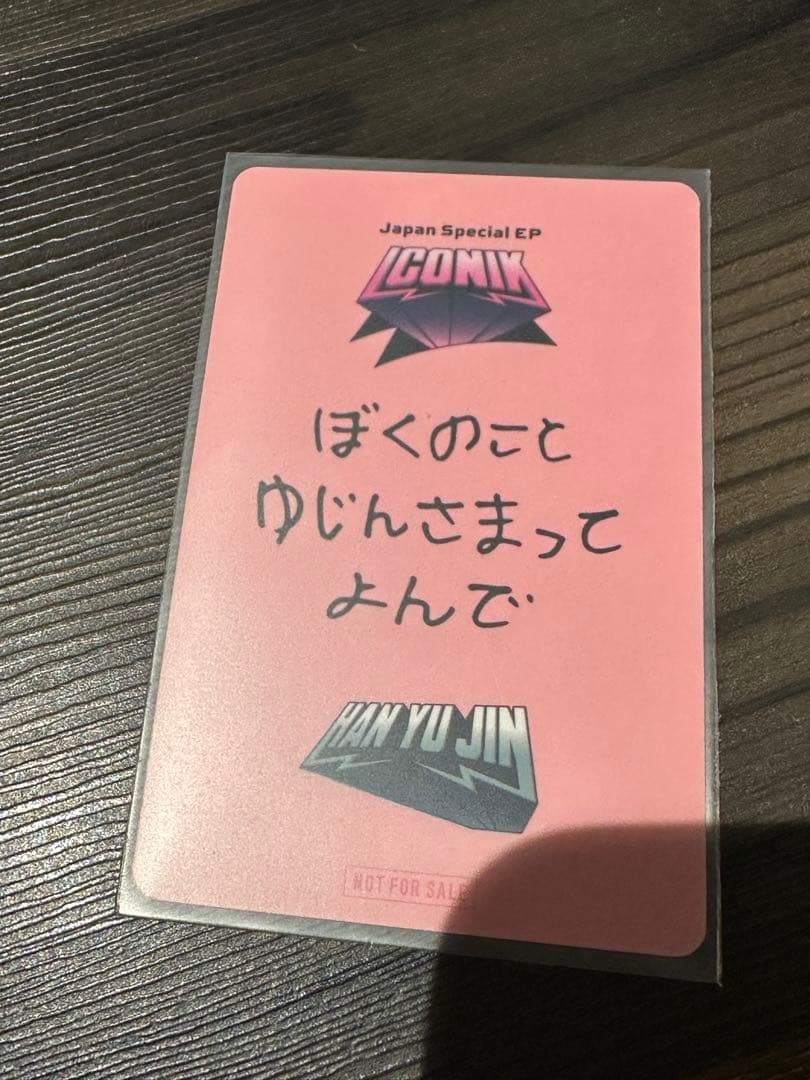 Japan Special EP
ICONIK
ぼくのこと
ゆじんさまって
よんで
HAN YU JIN
NOT FOR SALE